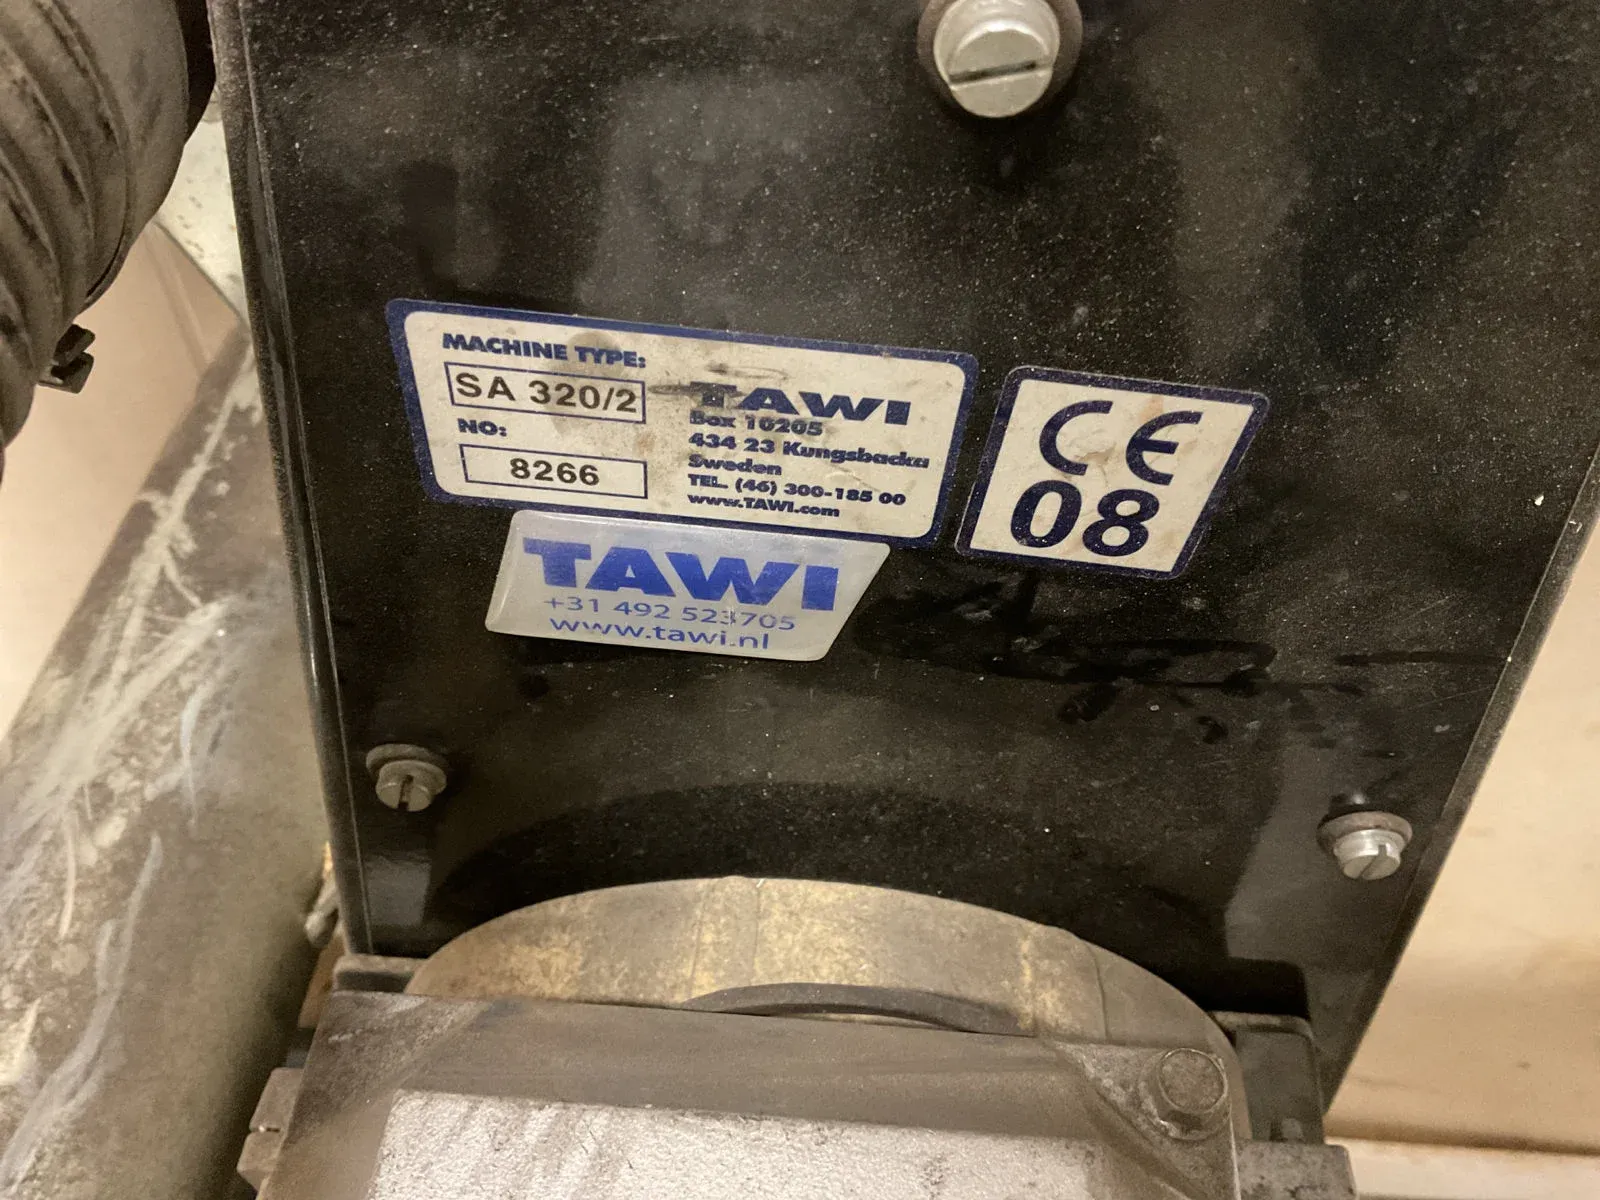 MACHINE TYPE:
SA 320/2
NO:
8266
TAWI
Box 10205
434 23 Kungsbacka
Sweden
TEL. (46) 300-185 00
www.TAWI.com
CE
08
TAWI
+31 492 523705
www.tawi.nl